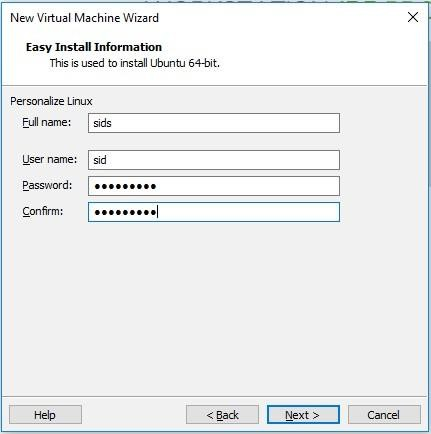 New Virtual Machine Wizard
Easy Install Information
This is used to install Ubuntu 64-bit.
Personalize Linux
Full name: sids
User name: sid
Password: ●●●●●●●●●
Confirm: ●●●●●●●●●
Help < Back Next > Cancel